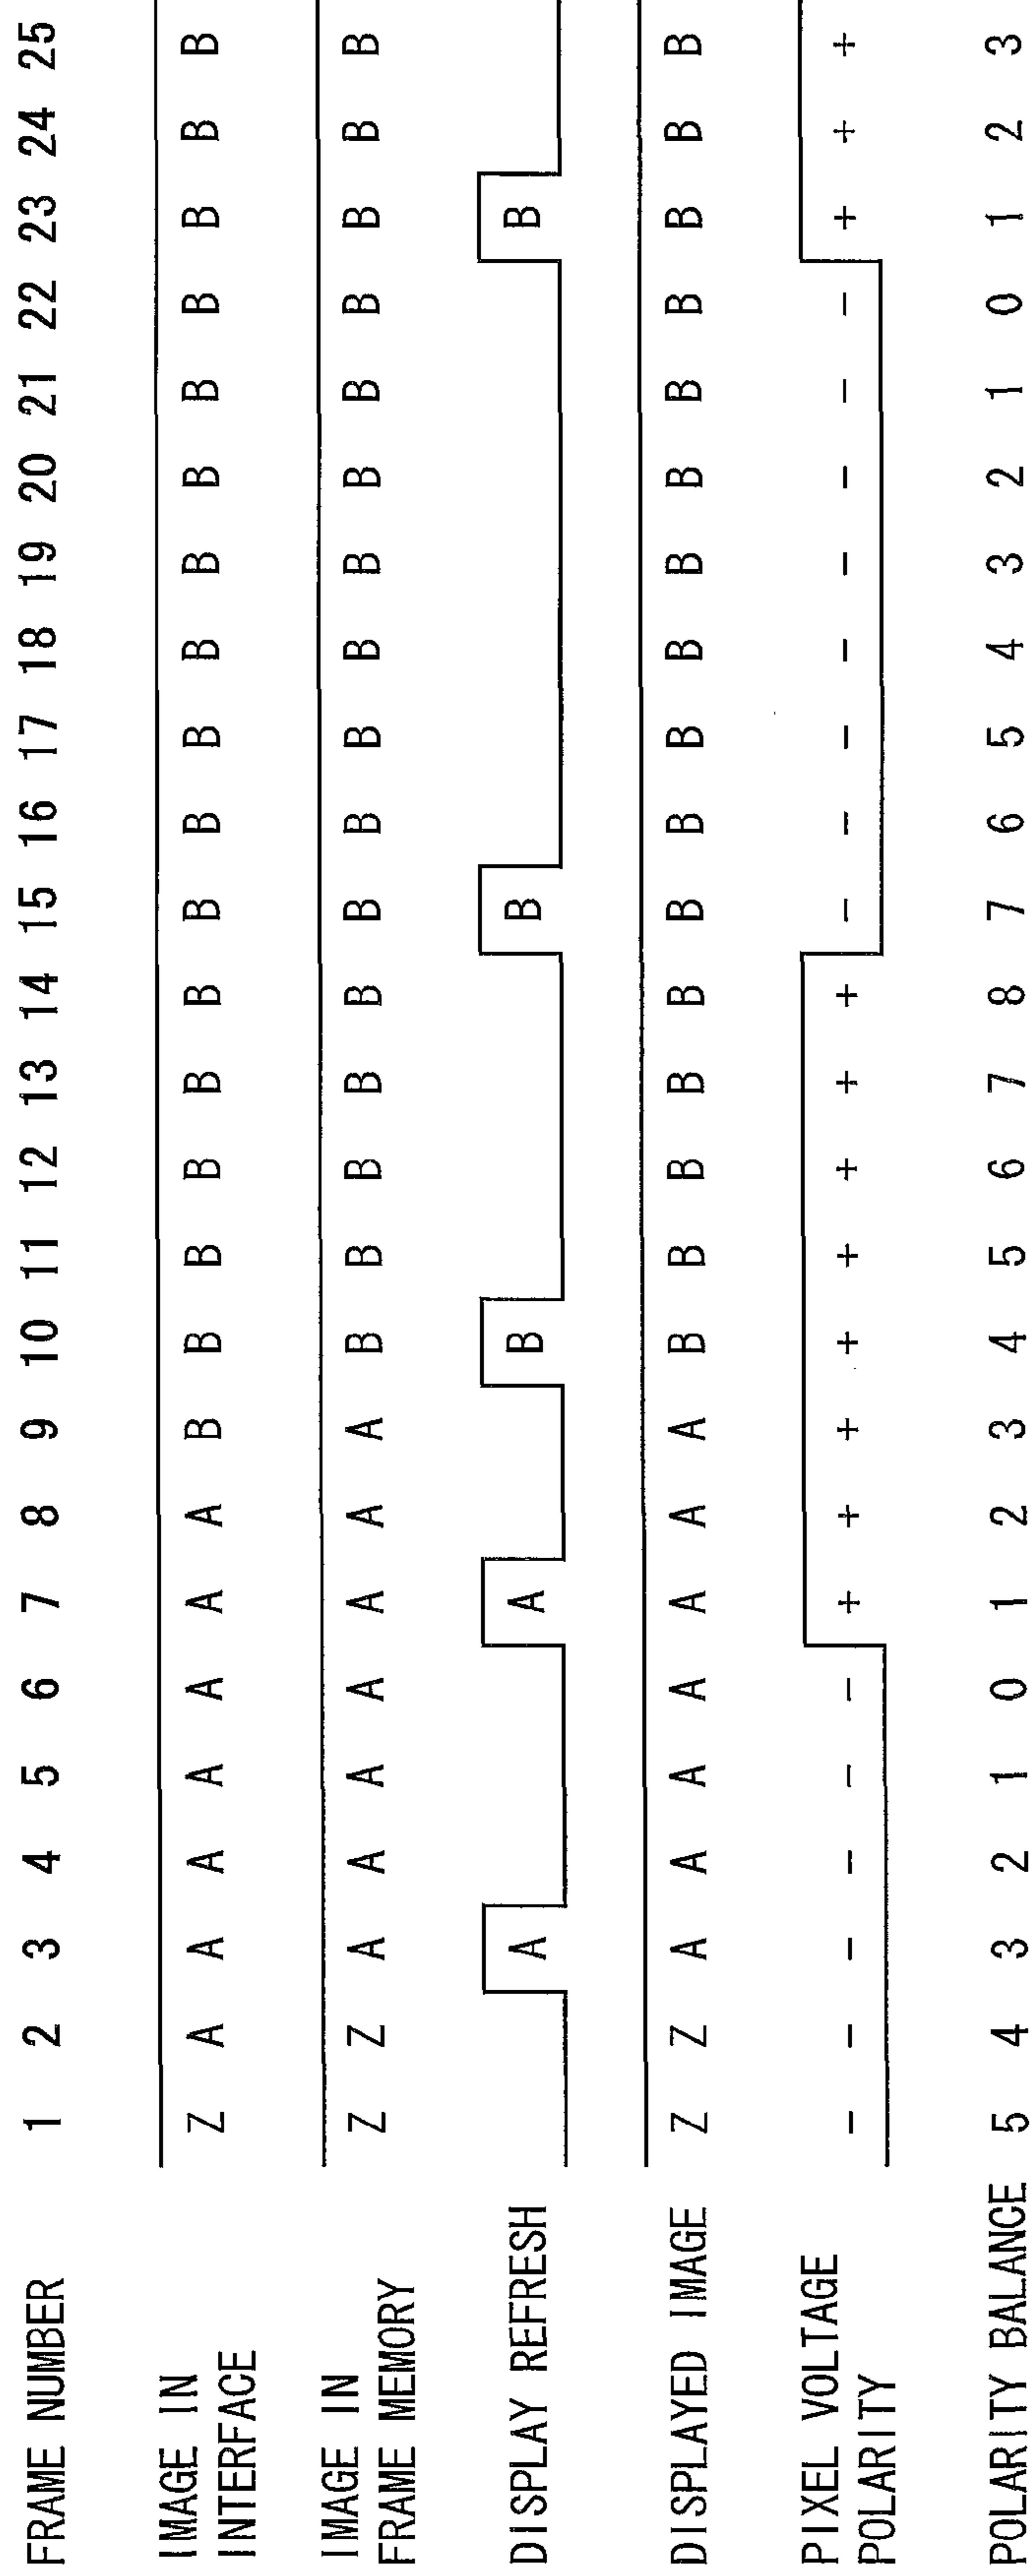 FRAME NUMBER 1 2 3 4 5 6 7 8 9 10 11 12 13 14 15 16 17 18 19 20 21 22 23 24 25
IMAGE IN
INTERFACE Z A A A A A A A B B B B B B B B B B B B B B B B B
IMAGE IN
FRAME MEMORY Z Z A A A A A A A B B B B B B B B B B B B B B B B
DISPLAY REFRESH A A B B B
DISPLAYED IMAGE Z Z A A A A A A A B B B B B B B B B B B B B B B B
PIXEL VOLTAGE
POLARITY - - - - - - + + + + + + + + - - - - - - - - + + +
POLARITY BALANCE 5 4 3 2 1 0 1 2 3 4 5 6 7 8 7 6 5 4 3 2 1 0 1 2 3